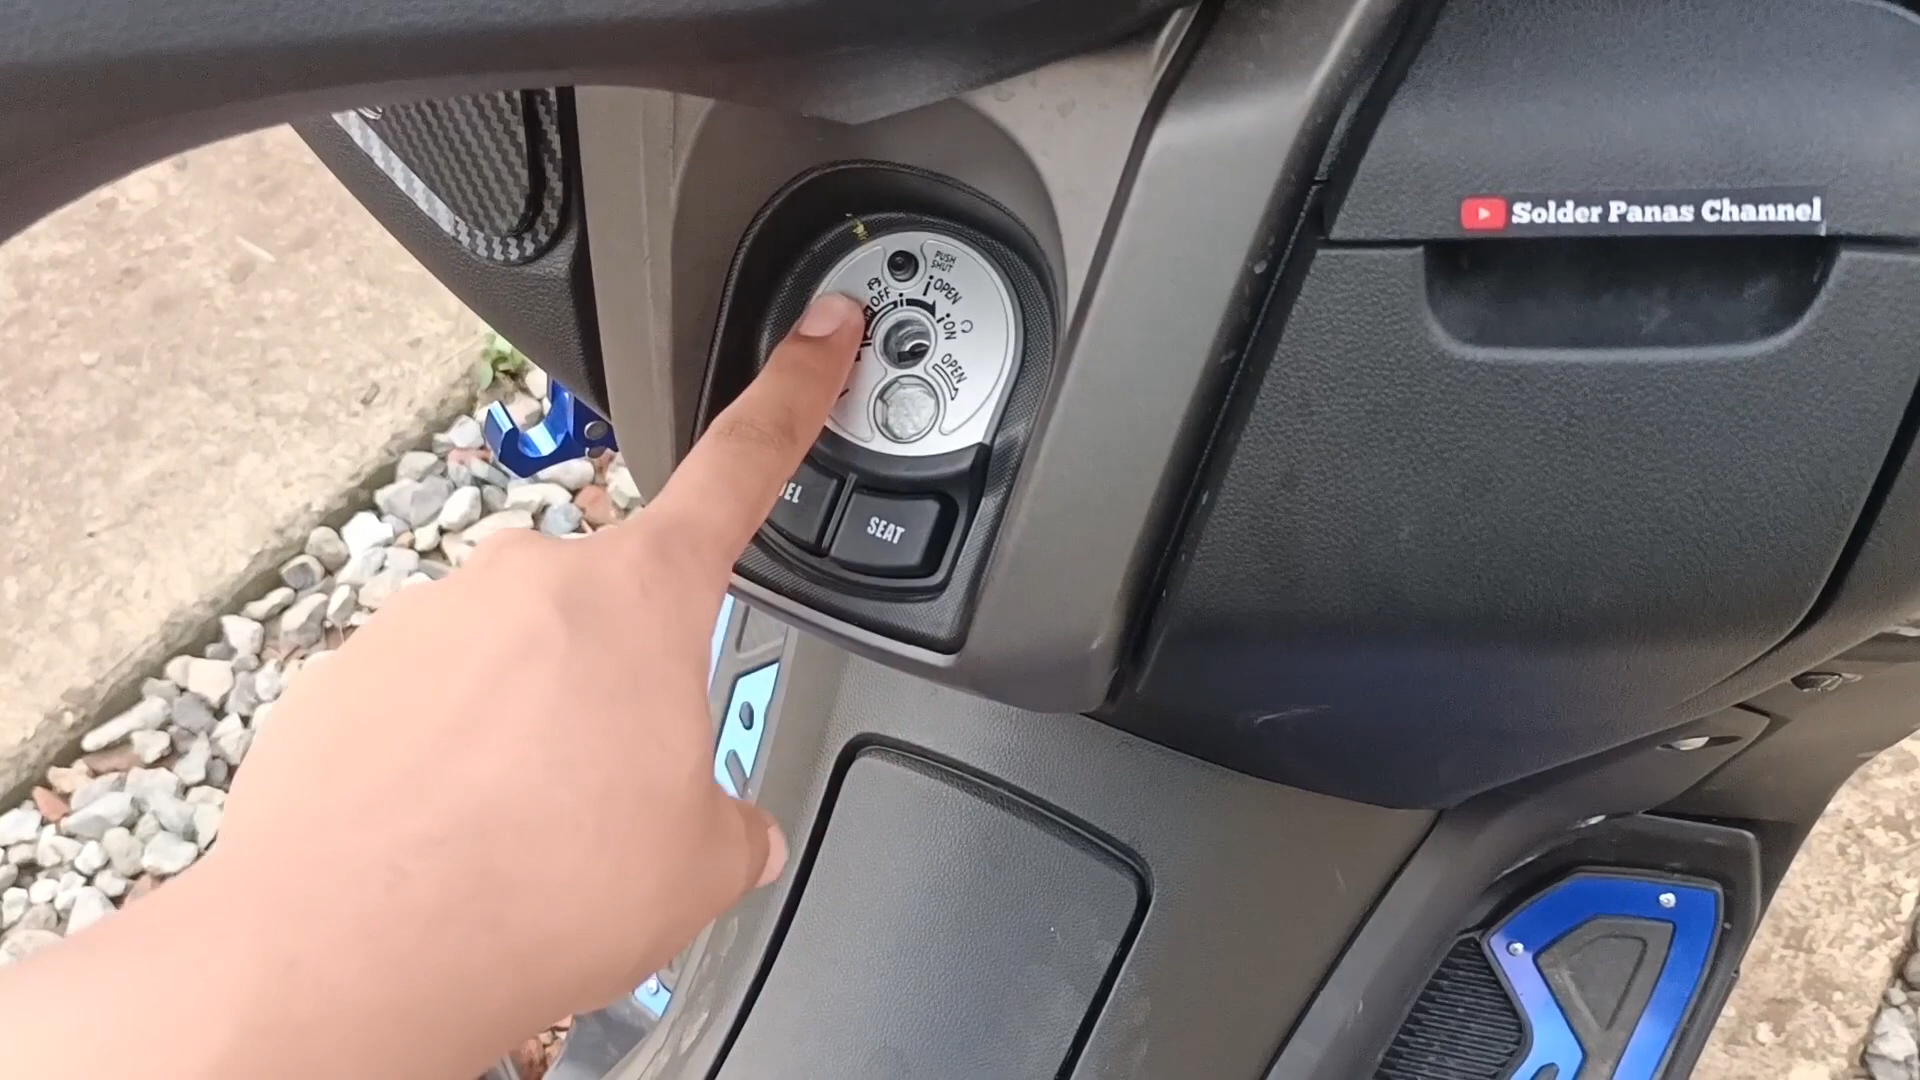 Solder Panas Channel
PUSH
SHUT
OPEN
OFF
ON
OPEN
SEAT